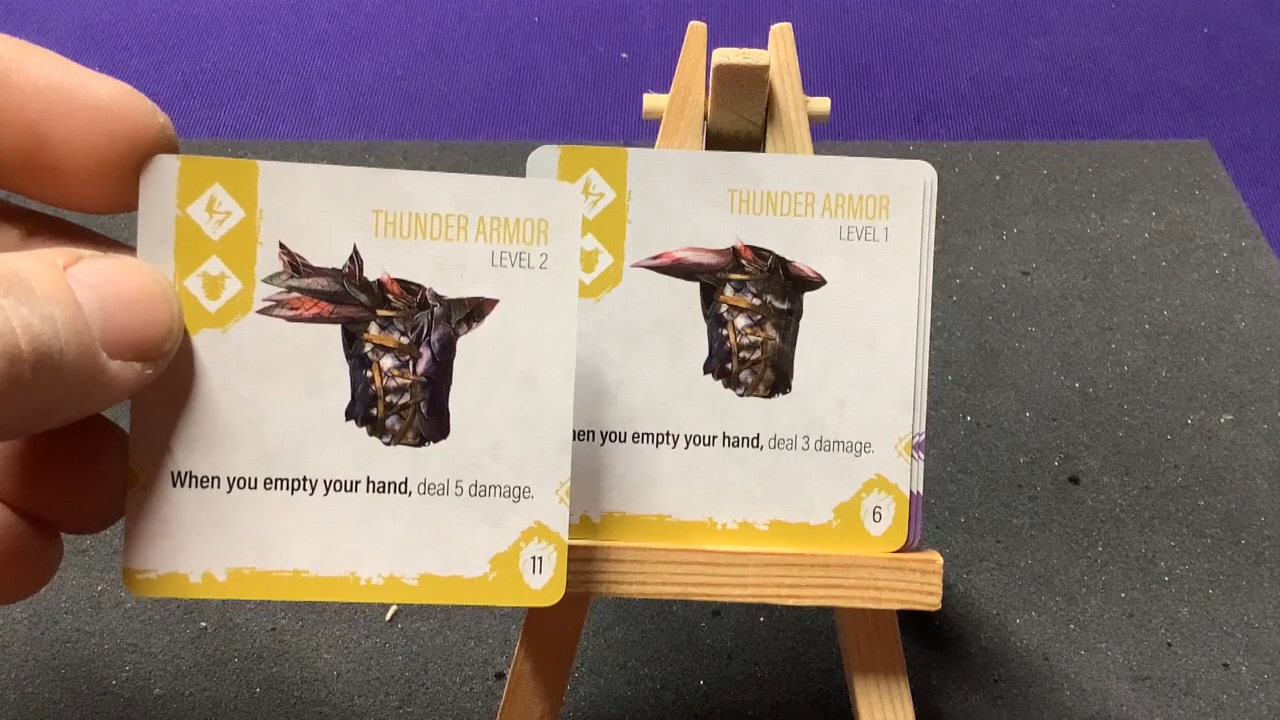 THUNDER ARMOR
LEVEL 2
When you empty your hand, deal 5 damage.
11
THUNDER ARMOR
LEVEL 1
en you empty your hand, deal 3 damage.
6